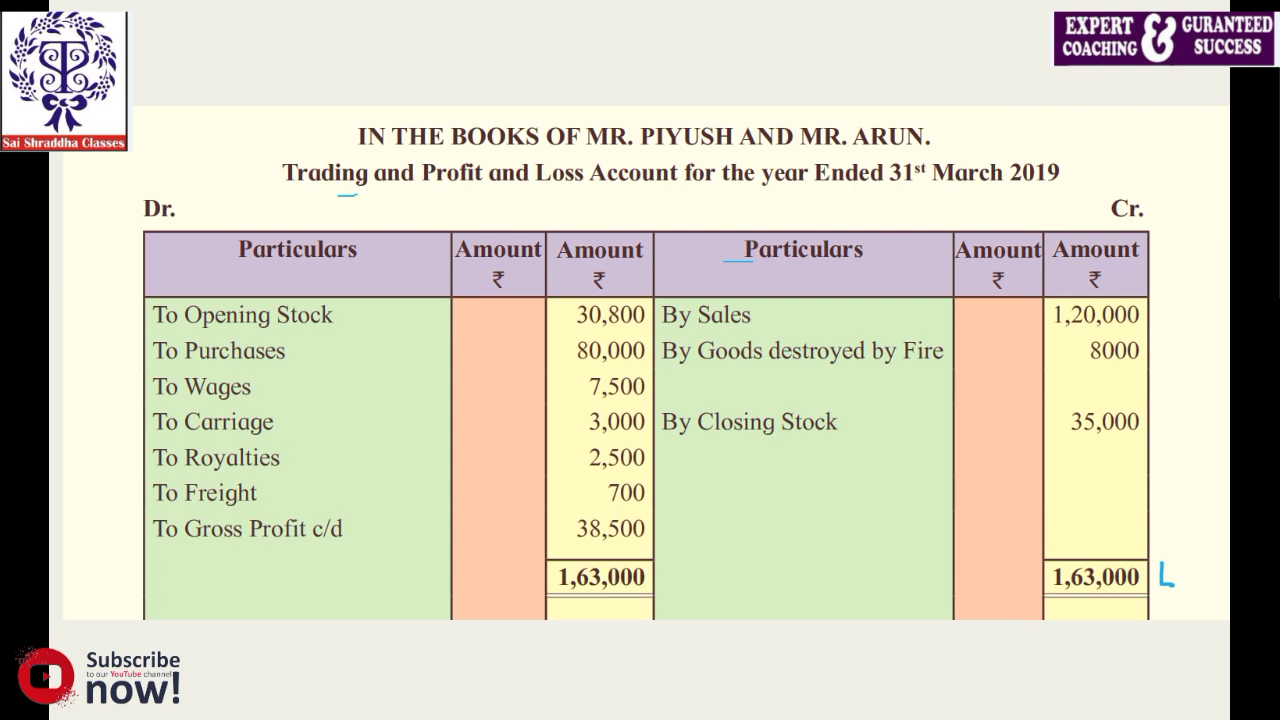 Sai Shraddha Classes
EXPERT & GURANTEED
COACHING SUCCESS
IN THE BOOKS OF MR. PIYUSH AND MR. ARUN.
Trading and Profit and Loss Account for the year Ended 31st March 2019
Dr. Cr.
Particulars Amount Amount Particulars Amount Amount
₹ ₹ ₹ ₹
To Opening Stock 30,800 By Sales 1,20,000
To Purchases 80,000 By Goods destroyed by Fire 8000
To Wages 7,500
To Carriage 3,000 By Closing Stock 35,000
To Royalties 2,500
To Freight 700
To Gross Profit c/d 38,500
1,63,000 1,63,000
Subscribe
to our YouTube channel
now!